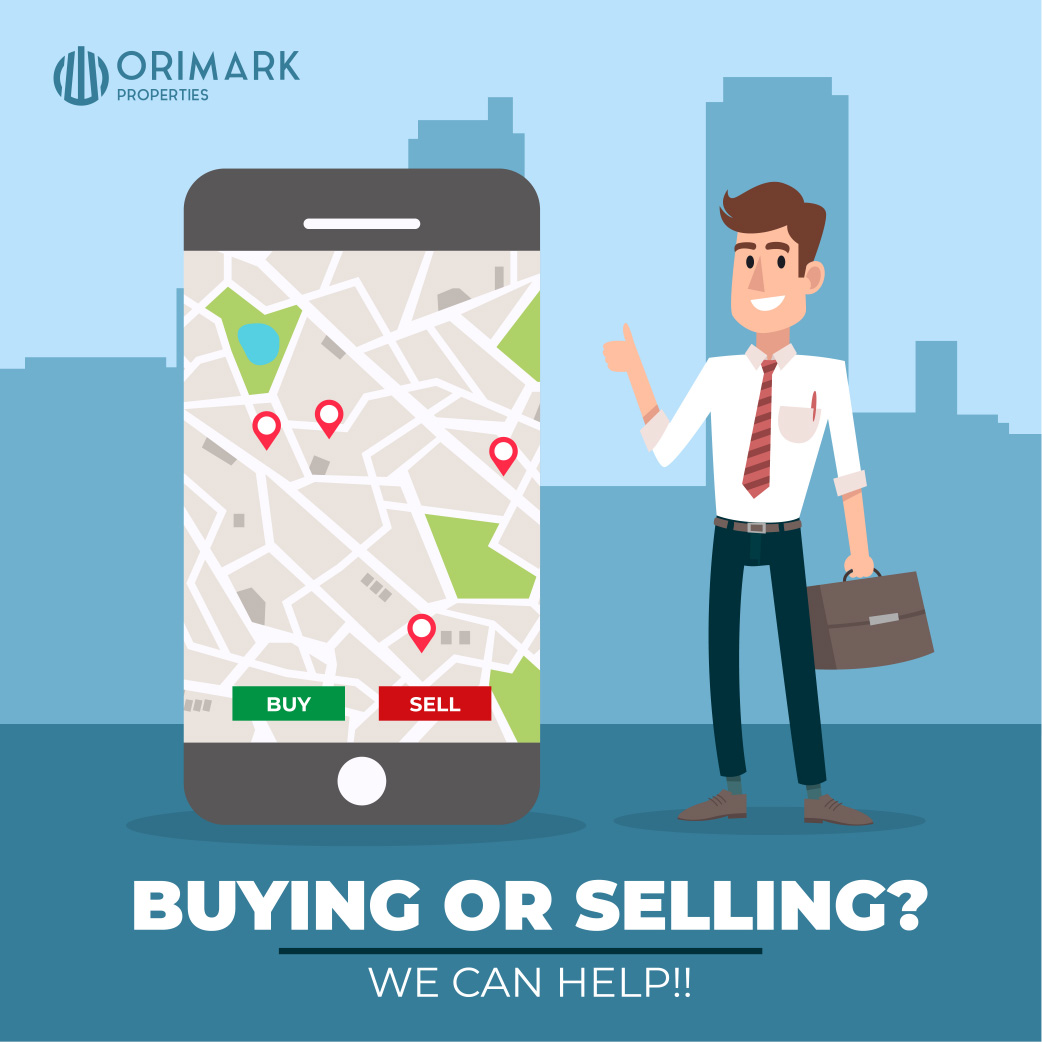 ORIMARK
PROPERTIES
BUY
SELL
BUYING OR SELLING?
WE CAN HELP!!